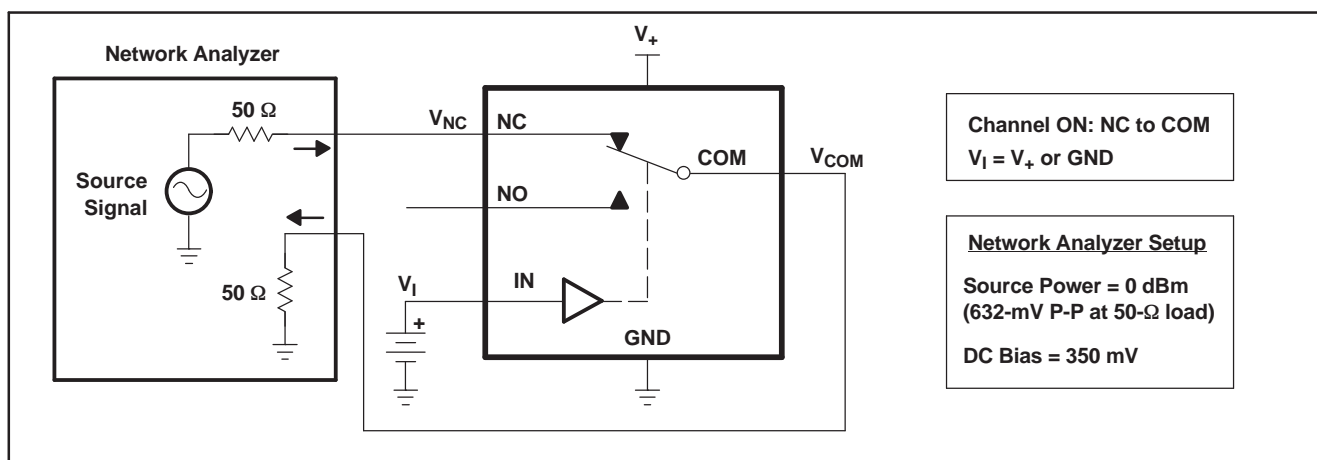 Network Analyzer
50 Ω
Source
Signal
50 Ω
V+
VNC
NC
COM
VCOM
NO
VI
IN
+
GND
Channel ON: NC to COM
VI = V+ or GND
Network Analyzer Setup
Source Power = 0 dBm
(632-mV P-P at 50-Ω load)
DC Bias = 350 mV